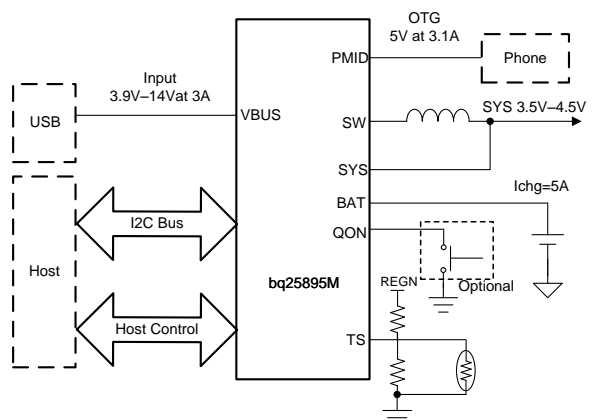 OTG
5V at 3.1A
PMID
Phone
Input
3.9V–14Vat 3A
USB
VBUS
SW
SYS 3.5V–4.5V
SYS
BAT
Ichg=5A
I2C Bus
QON
Host
bq25895M
REGN
Optional
Host Control
TS